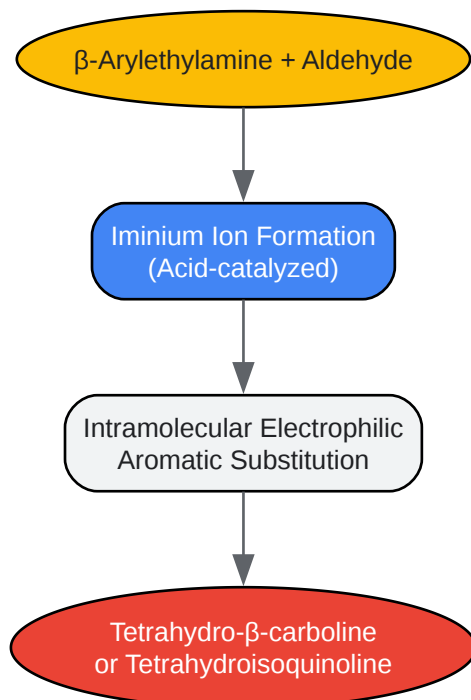 β-Arylethylamine + Aldehyde
Iminium Ion Formation
(Acid-catalyzed)
Intramolecular Electrophilic
Aromatic Substitution
Tetrahydro-β-carboline
or Tetrahydroisoquinoline